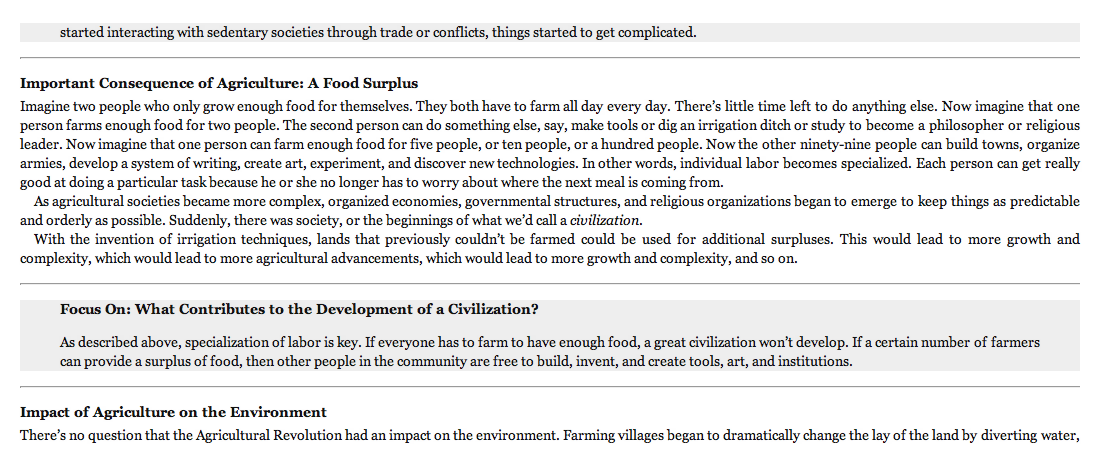 started interacting with sedentary societies through trade or conflicts, things started to get complicated.
Important Consequence of Agriculture: A Food Surplus
Imagine two people who only grow enough food for themselves. They both have to farm all day every day. There’s little time left to do anything else. Now imagine that one
person farms enough food for two people. The second person can do something else, say, make tools or dig an irrigation ditch or study to become a philosopher or religious
leader. Now imagine that one person can farm enough food for five people, or ten people, or a hundred people. Now the other ninety-nine people can build towns, organize
armies, develop a system of writing, create art, experiment, and discover new technologies. In other words, individual labor becomes specialized. Each person can get really
good at doing a particular task because he or she no longer has to worry about where the next meal is coming from.
As agricultural societies became more complex, organized economies, governmental structures, and religious organizations began to emerge to keep things as predictable
and orderly as possible. Suddenly, there was society, or the beginnings of what we’d call a civilization.
With the invention of irrigation techniques, lands that previously couldn’t be farmed could be used for additional surpluses. This would lead to more growth and
complexity, which would lead to more agricultural advancements, which would lead to more growth and complexity, and so on.
Focus On: What Contributes to the Development of a Civilization?
As described above, specialization of labor is key. If everyone has to farm to have enough food, a great civilization won’t develop. If a certain number of farmers
can provide a surplus of food, then other people in the community are free to build, invent, and create tools, art, and institutions.
Impact of Agriculture on the Environment
There’s no question that the Agricultural Revolution had an impact on the environment. Farming villages began to dramatically change the lay of the land by diverting water,